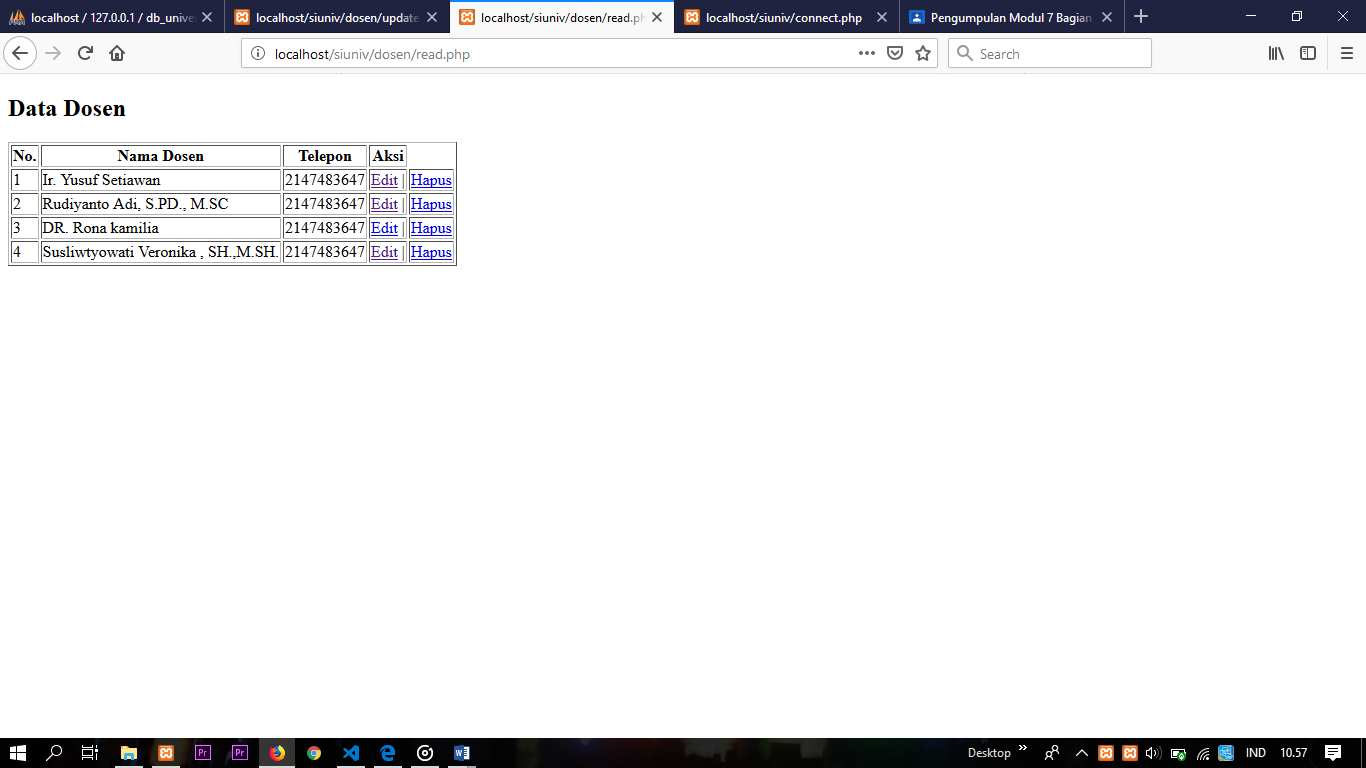 localhost / 127.0.0.1 / db_unive
localhost/siuniv/dosen/update
localhost/siuniv/dosen/read.ph
localhost/siuniv/connect.php
Pengumpulan Modul 7 Bagian
localhost/siuniv/dosen/read.php
Search
Data Dosen
No. Nama Dosen Telepon Aksi
1 Ir. Yusuf Setiawan 2147483647 Edit | Hapus
2 Rudiyanto Adi, S.PD., M.SC 2147483647 Edit | Hapus
3 DR. Rona kamilia 2147483647 Edit | Hapus
4 Susliwtyowati Veronika , SH.,M.SH. 2147483647 Edit | Hapus
Pr Pr Desktop » IND 10.57